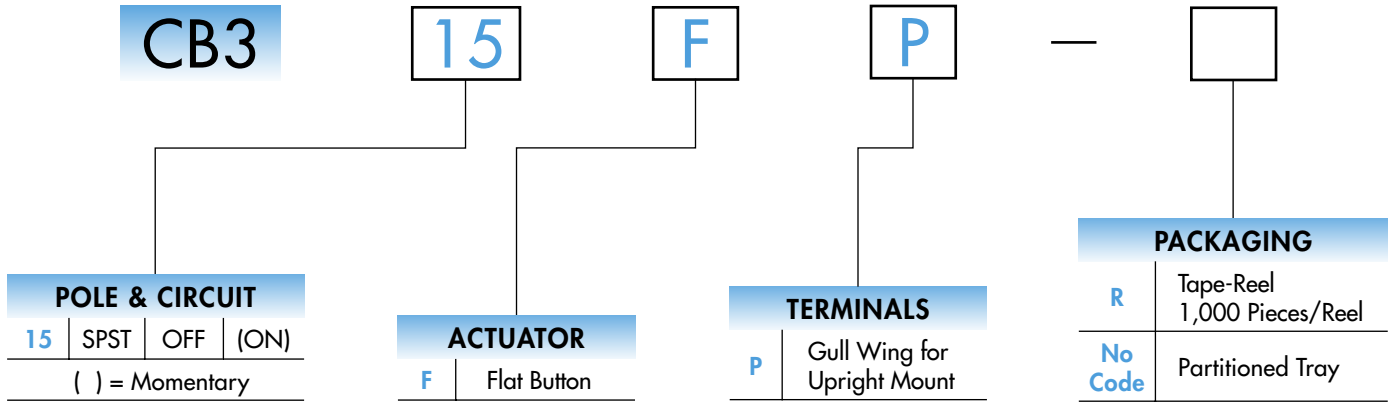 CB3 15 F P —
POLE & CIRCUIT
15 SPST OFF (ON)
( ) = Momentary
ACTUATOR
F Flat Button
TERMINALS
P Gull Wing for
Upright Mount
PACKAGING
R Tape-Reel
1,000 Pieces/Reel
No
Code Partitioned Tray